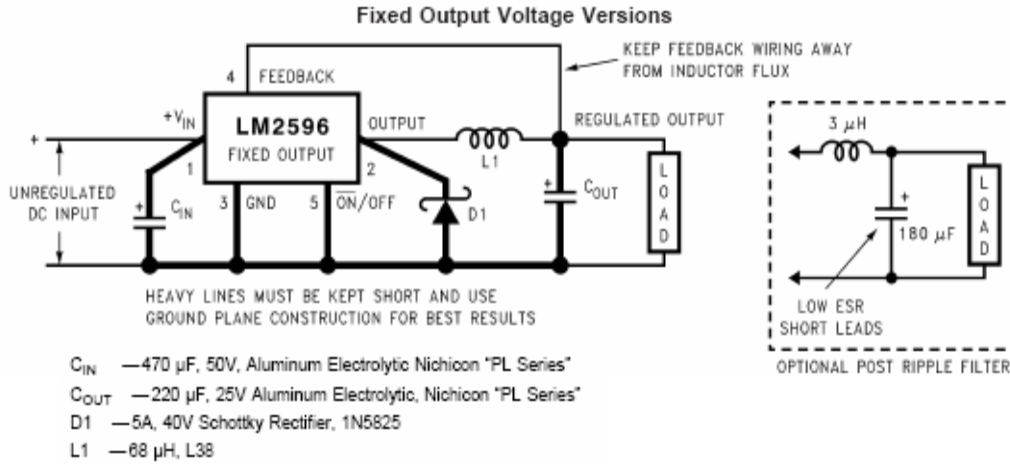 Fixed Output Voltage Versions
KEEP FEEDBACK WIRING AWAY
FROM INDUCTOR FLUX
4 FEEDBACK
+VIN
LM2596
FIXED OUTPUT
OUTPUT
REGULATED OUTPUT
3 μH
+
1
2
L1
UNREGULATED
DC INPUT
+
CIN
3 GND
5 ON/OFF
D1
+
COUT
LOAD
+
180 μF
LOAD
HEAVY LINES MUST BE KEPT SHORT AND USE
GROUND PLANE CONSTRUCTION FOR BEST RESULTS
LOW ESR
SHORT LEADS
OPTIONAL POST RIPPLE FILTER
CIN —470 μF, 50V, Aluminum Electrolytic Nichicon "PL Series"
COUT —220 μF, 25V Aluminum Electrolytic, Nichicon "PL Series"
D1 —5A, 40V Schottky Rectifier, 1N5825
L1 —68 μH, L38